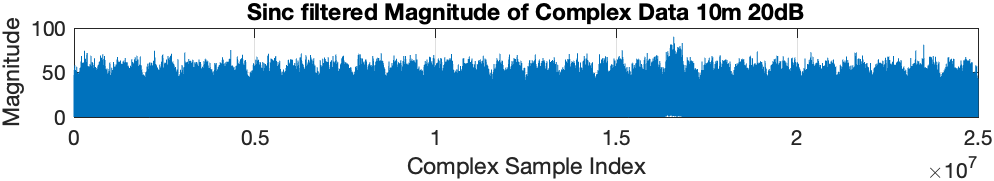 Sinc filtered Magnitude of Complex Data 10m 20dB
Magnitude
100
50
0
0 0.5 1 1.5 2 2.5
Complex Sample Index
×10^7